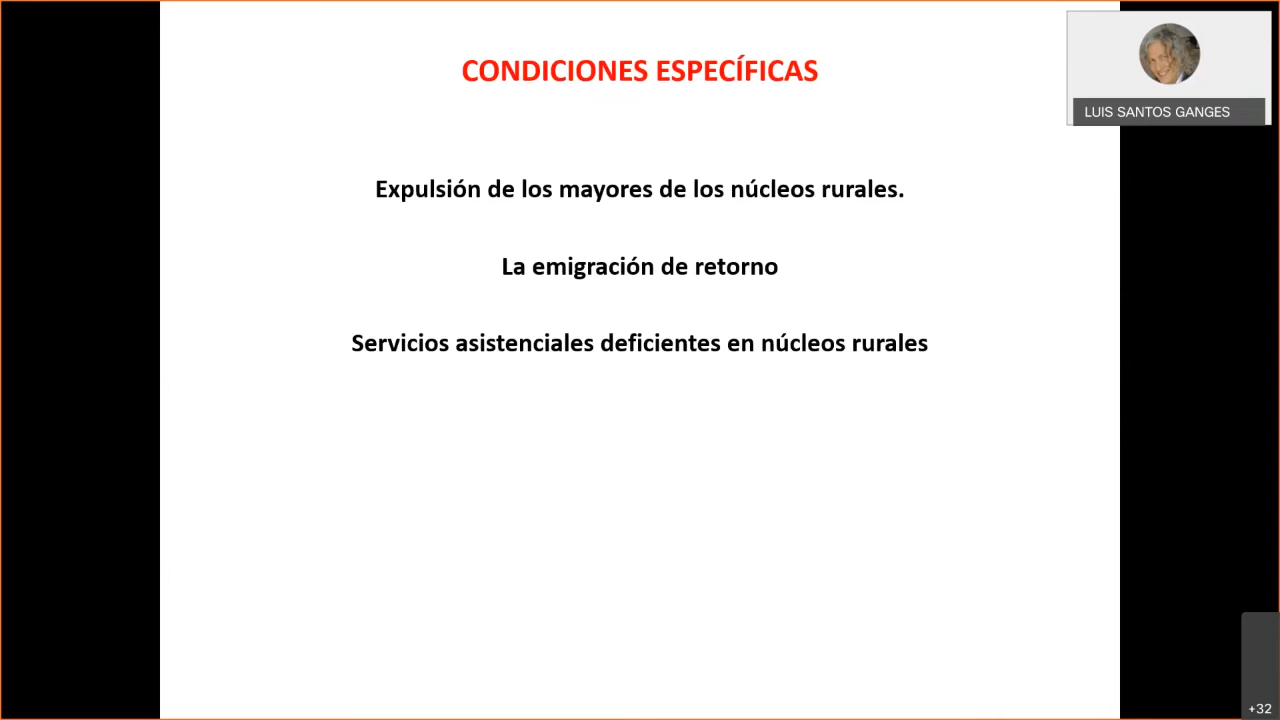 CONDICIONES ESPECÍFICAS
LUIS SANTOS GANGES
Expulsión de los mayores de los núcleos rurales.
La emigración de retorno
Servicios asistenciales deficientes en núcleos rurales
+32